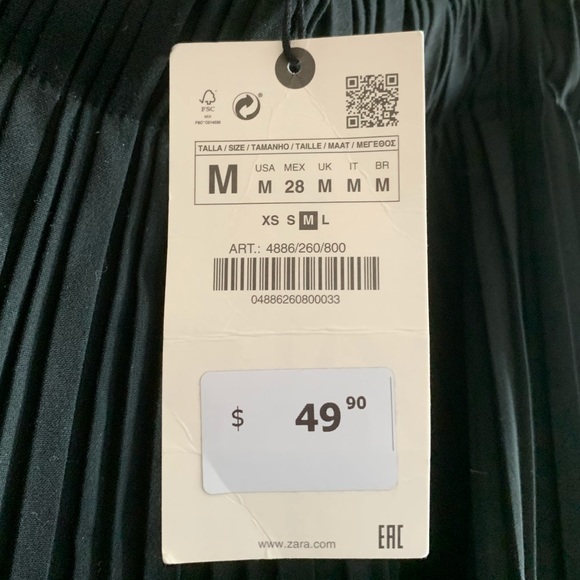 FSC
TALLA / SIZE / TAMANHO / TAILLE / MAAT / ΜΕΓΕΘΟΣ
M USA MEX UK IT BR
M 28 M M M
XS S M L
ART.: 4886/260/800
04886260800033
$ 49 90
www.zara.com
EAC